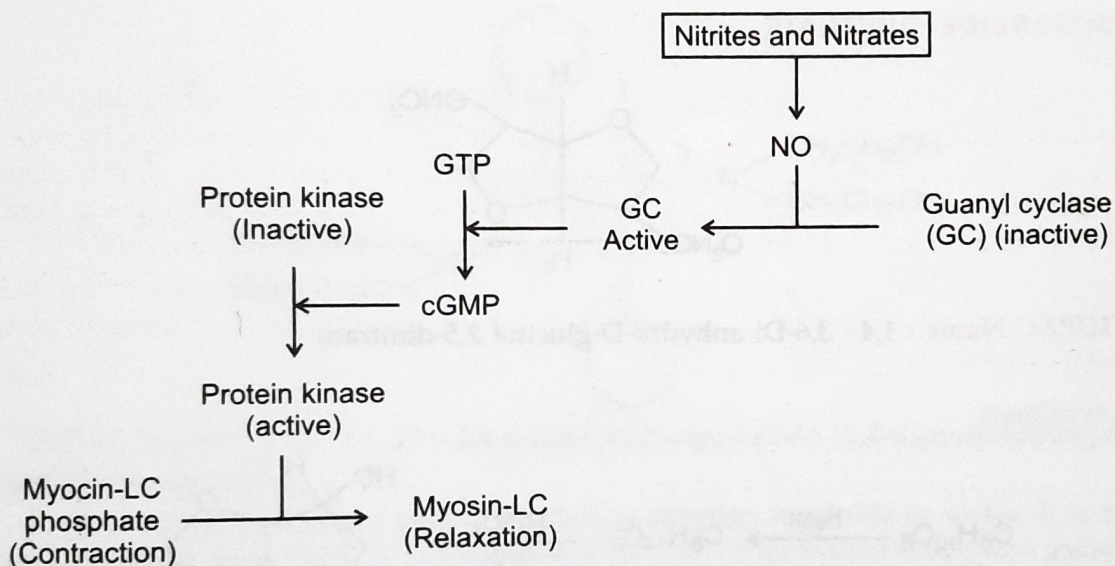 Nitrites and Nitrates
NO
GTP
Protein kinase
(Inactive)
GC
Active
Guanyl cyclase
(GC) (inactive)
cGMP
Protein kinase
(active)
Myocin-LC
phosphate
(Contraction)
Myosin-LC
(Relaxation)